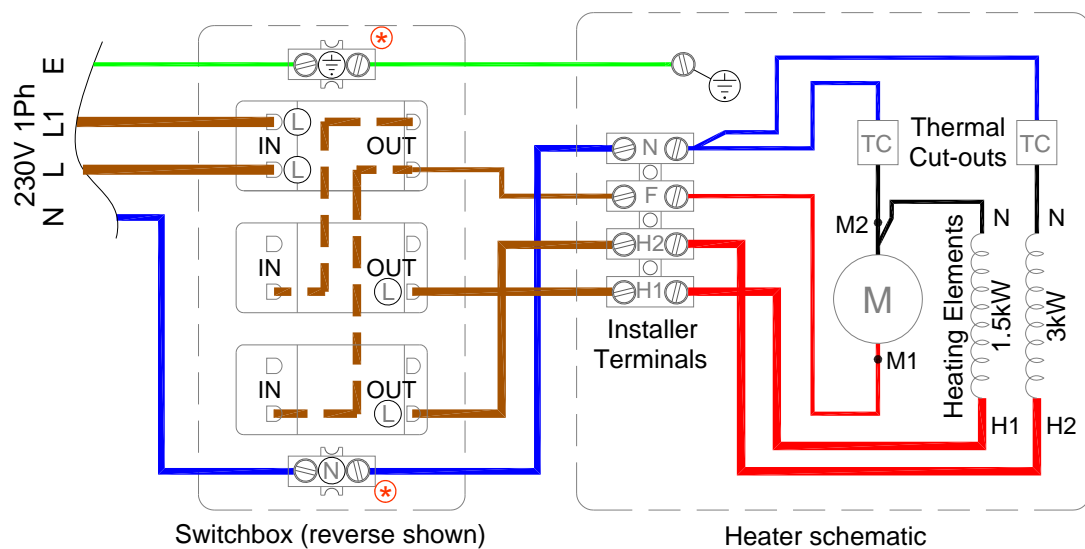 230V 1Ph
E
L1
L
N
*
L
L
IN
OUT
IN
OUT
L
IN
OUT
L
N
*
Switchbox (reverse shown)
N
F
H2
H1
Installer
Terminals
TC
Thermal
Cut-outs
TC
M2
N
N
M
M1
Heating Elements
1.5kW
3kW
H1
H2
Heater schematic